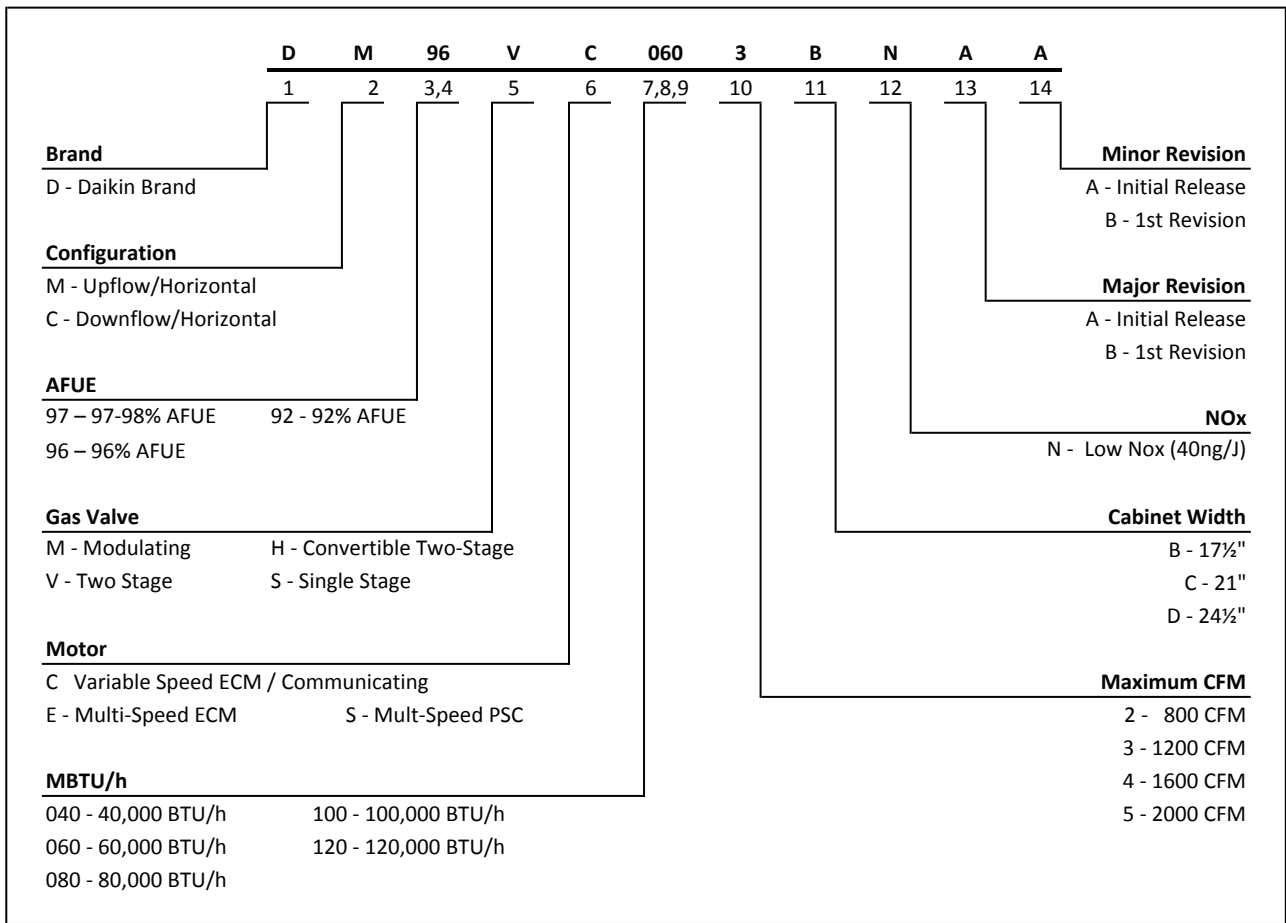 D M 96 V C 060 3 B N A A
1 2 3,4 5 6 7,8,9 10 11 12 13 14
Brand
D - Daikin Brand
Configuration
M - Upflow/Horizontal
C - Downflow/Horizontal
AFUE
97 – 97-98% AFUE 92 - 92% AFUE
96 – 96% AFUE
Gas Valve
M - Modulating H - Convertible Two-Stage
V - Two Stage S - Single Stage
Motor
C Variable Speed ECM / Communicating
E - Multi-Speed ECM S - Mult-Speed PSC
MBTU/h
040 - 40,000 BTU/h 100 - 100,000 BTU/h
060 - 60,000 BTU/h 120 - 120,000 BTU/h
080 - 80,000 BTU/h
Minor Revision
A - Initial Release
B - 1st Revision
Major Revision
A - Initial Release
B - 1st Revision
NOx
N - Low Nox (40ng/J)
Cabinet Width
B - 17½"
C - 21"
D - 24½"
Maximum CFM
2 - 800 CFM
3 - 1200 CFM
4 - 1600 CFM
5 - 2000 CFM